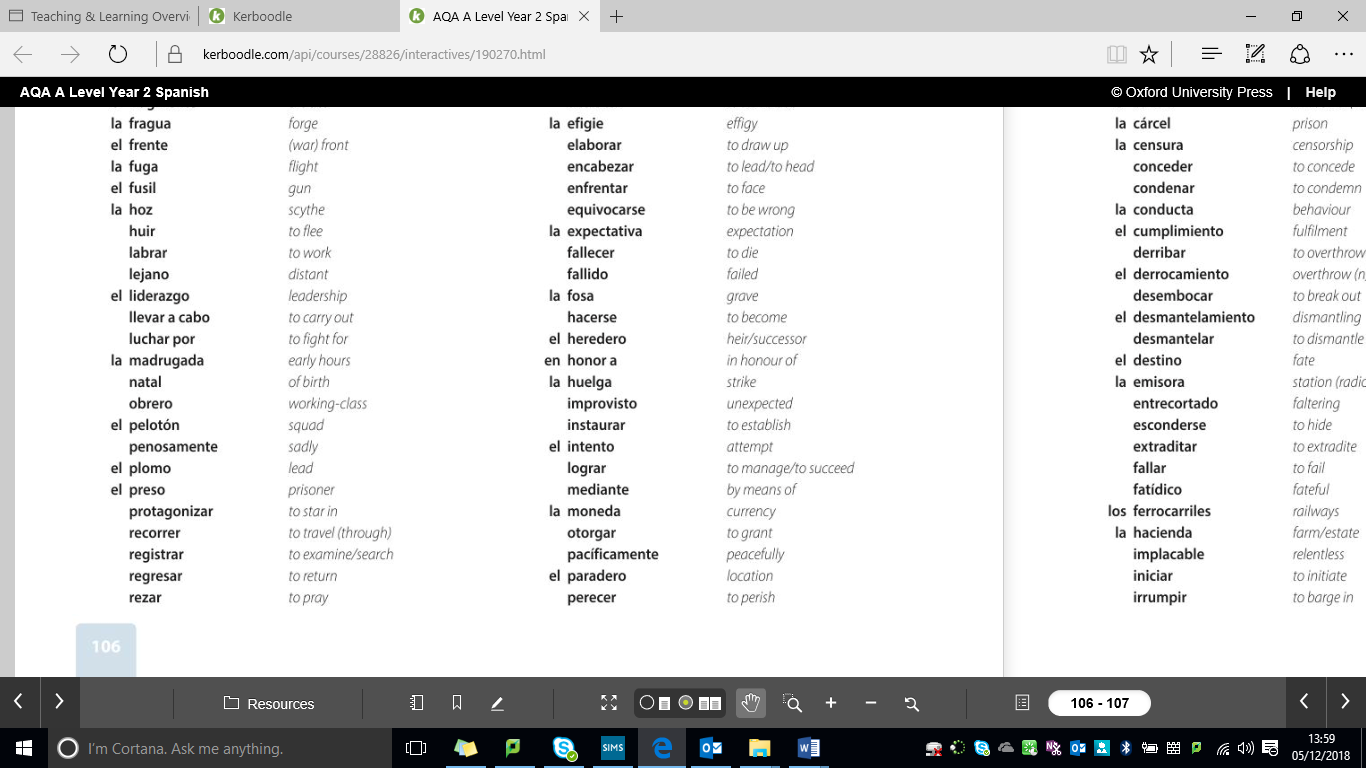 Teaching & Learning Overvi
Kerboodle
AQA A Level Year 2 Spa
kerboodle.com/api/courses/28826/interactives/190270.html
AQA A Level Year 2 Spanish
© Oxford University Press | Help
la fragua forge
el frente (war) front
la fuga flight
el fusil gun
la hoz scythe
huir to flee
labrar to work
lejano distant
el liderazgo leadership
llevar a cabo to carry out
luchar por to fight for
la madrugada early hours
natal of birth
obrero working-class
el pelotón squad
penosamente sadly
el plomo lead
el preso prisoner
protagonizar to star in
recorrer to travel (through)
registrar to examine/search
regresar to return
rezar to pray
106
la efigie effigy
elaborar to draw up
encabezar to lead/to head
enfrentar to face
equivocarse to be wrong
la expectativa expectation
fallecer to die
fallido failed
la fosa grave
hacerse to become
el heredero heir/successor
en honor a in honour of
la huelga strike
improvisto unexpected
instaurar to establish
el intento attempt
lograr to manage/to succeed
mediante by means of
la moneda currency
otorgar to grant
pacíficamente peacefully
el paradero location
perecer to perish
la cárcel prison
la censura censorship
conceder to concede
condenar to condemn
la conducta behaviour
el cumplimiento fulfilment
derribar to overthrow
el derrocamiento overthrow (n
desembocar to break out
el desmantelamiento dismantling
desmantelar to dismantle
el destino fate
la emisora station (radio
entrecortado faltering
esconderse to hide
extraditar to extradite
fallar to fail
fatídico fateful
los ferrocarriles railways
la hacienda farm/estate
implacable relentless
iniciar to initiate
irrumpir to barge in
Resources
106 - 107
I'm Cortana. Ask me anything.
SIMS
13:59
05/12/2018